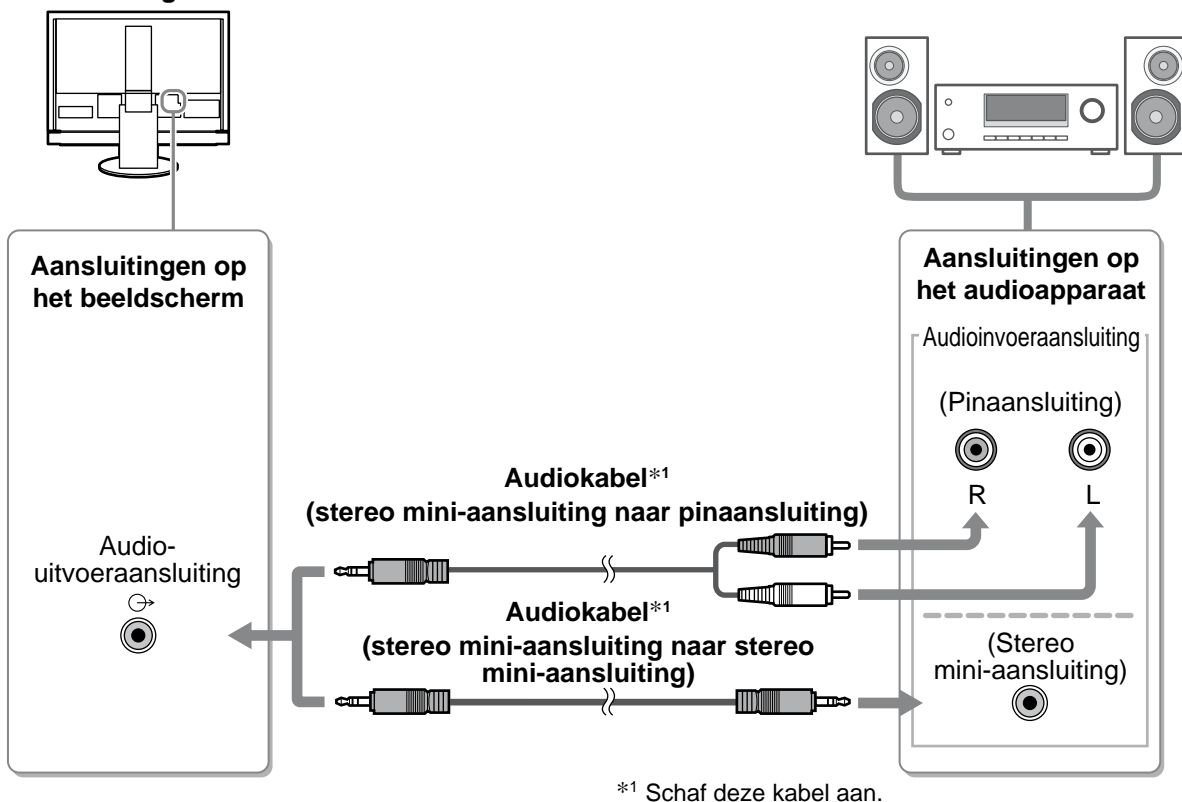 Aansluitingen op
het beeldscherm
Audio-
uitvoeraansluiting
Audiokabel*1
(stereo mini-aansluiting naar pinaansluiting)
Audiokabel*1
(stereo mini-aansluiting naar stereo
mini-aansluiting)
Aansluitingen op
het audioapparaat
Audioinvoeraansluiting
(Pinaansluiting)
R L
(Stereo
mini-aansluiting)
*1 Schaf deze kabel aan.